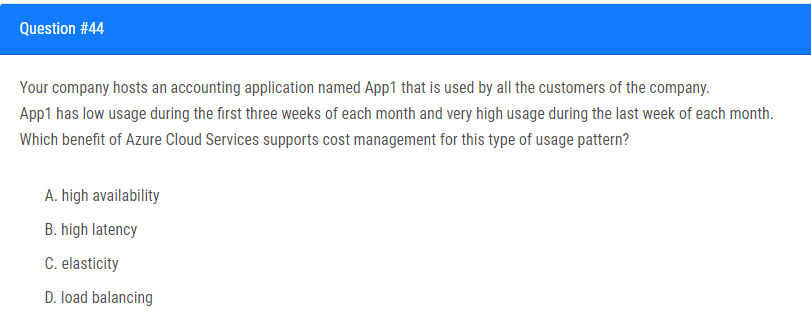 Question #44
Your company hosts an accounting application named App1 that is used by all the customers of the company.
App1 has low usage during the first three weeks of each month and very high usage during the last week of each month.
Which benefit of Azure Cloud Services supports cost management for this type of usage pattern?
A. high availability
B. high latency
C. elasticity
D. load balancing